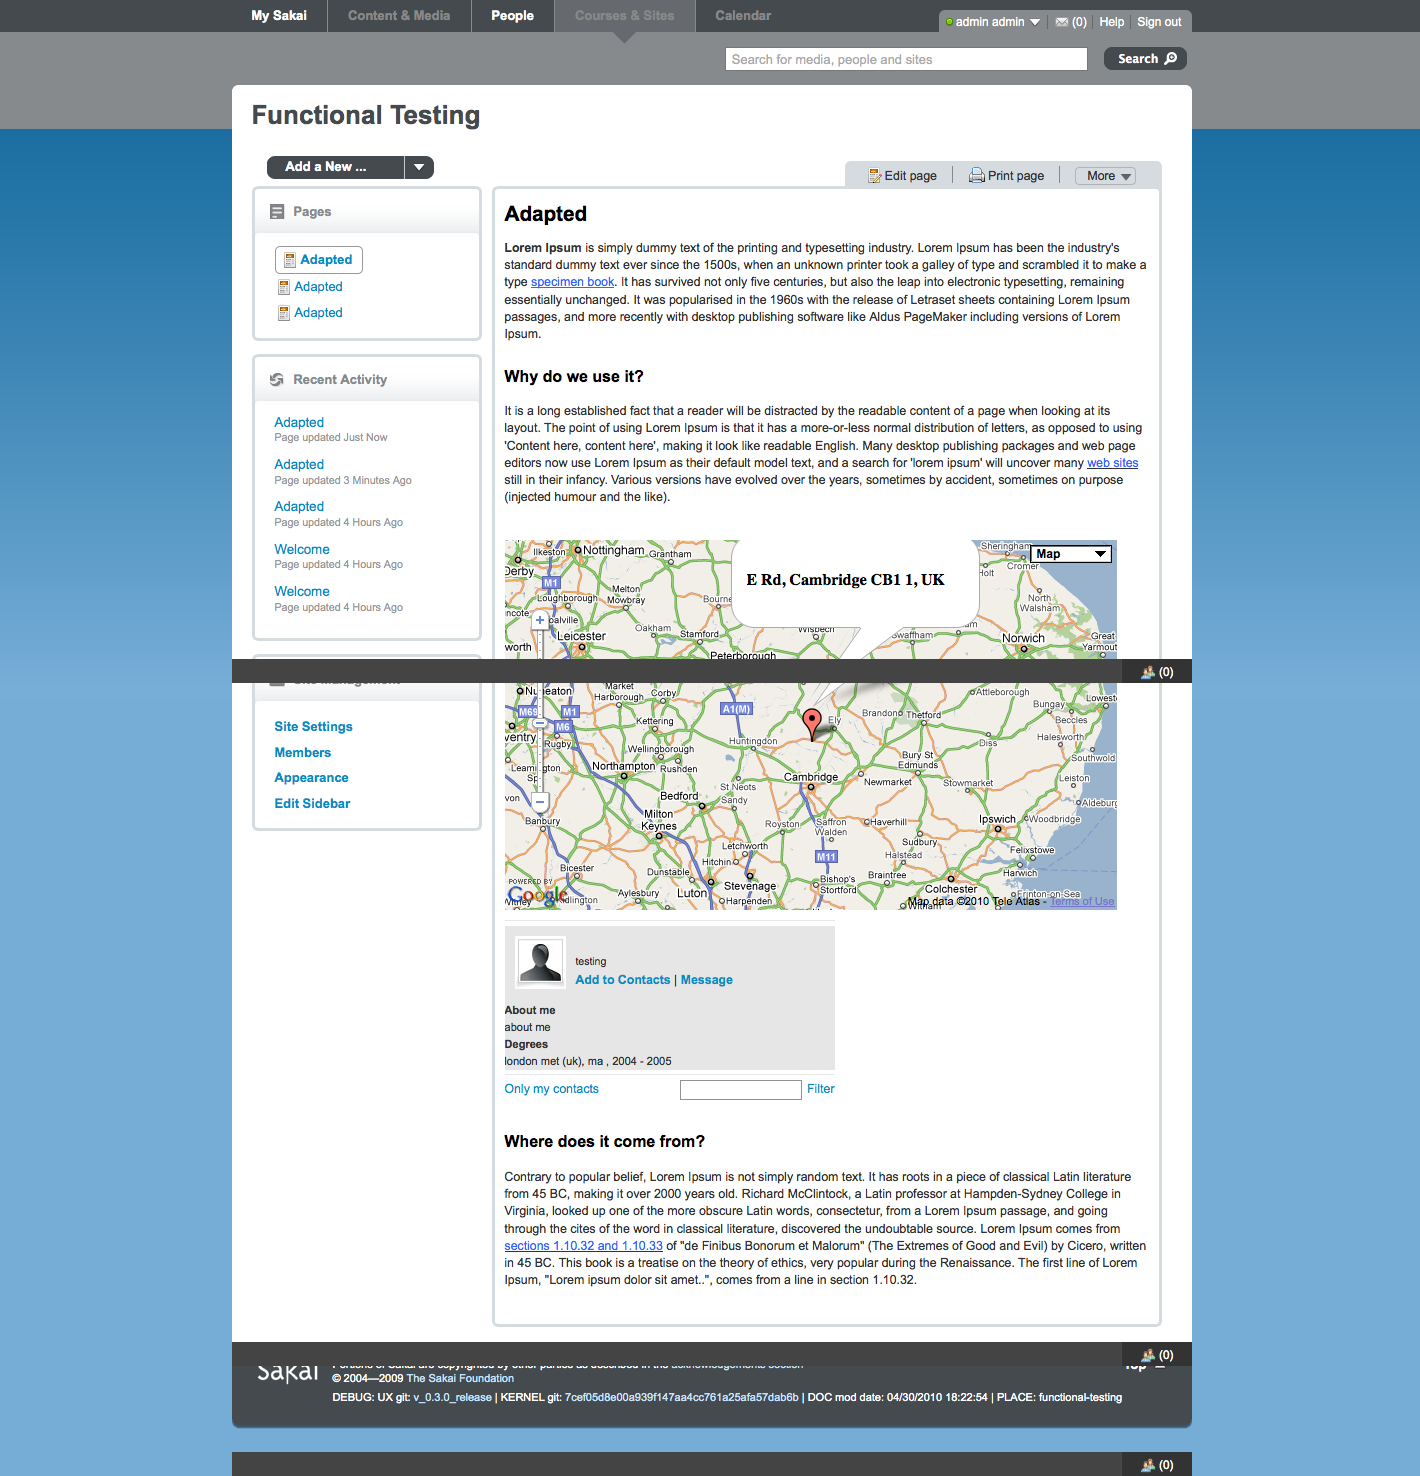 My Sakai
Content & Media
People
Courses & Sites
Calendar
admin admin
(0)
Help
Sign out
Search for media, people and sites
Search
Functional Testing
Add a New ...
Edit page
Print page
More
Pages
Adapted
Adapted
Adapted
Recent Activity
Adapted
Page updated Just Now
Adapted
Page updated 3 Minutes Ago
Adapted
Page updated 4 Hours Ago
Welcome
Page updated 4 Hours Ago
Welcome
Page updated 4 Hours Ago
Site Management
Site Settings
Members
Appearance
Edit Sidebar
Adapted
Lorem Ipsum is simply dummy text of the printing and typesetting industry. Lorem Ipsum has been the industry's
standard dummy text ever since the 1500s, when an unknown printer took a galley of type and scrambled it to make a
type specimen book. It has survived not only five centuries, but also the leap into electronic typesetting, remaining
essentially unchanged. It was popularised in the 1960s with the release of Letraset sheets containing Lorem Ipsum
passages, and more recently with desktop publishing software like Aldus PageMaker including versions of Lorem
Ipsum.
Why do we use it?
It is a long established fact that a reader will be distracted by the readable content of a page when looking at its
layout. The point of using Lorem Ipsum is that it has a more-or-less normal distribution of letters, as opposed to using
'Content here, content here', making it look like readable English. Many desktop publishing packages and web page
editors now use Lorem Ipsum as their default model text, and a search for 'lorem ipsum' will uncover many web sites
still in their infancy. Various versions have evolved over the years, sometimes by accident, sometimes on purpose
(injected humour and the like).
Map
E Rd, Cambridge CB1 1, UK
Ilkeston
Nottingham
Grantham
Sheringham
Cromer
Derby
Holt
M1
Melton
Mowbray
Loughborough
Bourne
North
Walsham
Oakham
Stamford
Wisbech
Swaffham
Leicester
Norwich
Great
Yarmout
Peterborough
(0)
Nuneaton
Market
Harborough
Corby
A1(M)
Attleborough
Bungay
Beccles
Lowest
M69
M1
M6
Kettering
Ely
Brandon
Thetford
Rugby
Huntingdon
Diss
Halesworth
Wellingborough
Rushden
Bury St
Edmunds
Southwold
Northampton
Cambridge
Newmarket
Stowmarket
Leiston
St Neots
Bedford
Sandy
Aldeburg
Banbury
Milton
Keynes
Royston
Saffron
Walden
Haverhill
Ipswich
Woodbridge
Sudbury
Letchworth
Halstead
Felixstowe
Hitchin
M11
Harwich
Bicester
Dunstable
Stevenage
Bishop's
Stortford
Braintree
Colchester
Frinton-on-Sea
Aylesbury
Luton
Harpenden
Witham
POWERED BY
Google
Map data ©2010 Tele Atlas - Terms of Use
testing
Add to Contacts | Message
About me
about me
Degrees
london met (uk), ma , 2004 - 2005
Only my contacts
Filter
Where does it come from?
Contrary to popular belief, Lorem Ipsum is not simply random text. It has roots in a piece of classical Latin literature
from 45 BC, making it over 2000 years old. Richard McClintock, a Latin professor at Hampden-Sydney College in
Virginia, looked up one of the more obscure Latin words, consectetur, from a Lorem Ipsum passage, and going
through the cites of the word in classical literature, discovered the undoubtable source. Lorem Ipsum comes from
sections 1.10.32 and 1.10.33 of "de Finibus Bonorum et Malorum" (The Extremes of Good and Evil) by Cicero, written
in 45 BC. This book is a treatise on the theory of ethics, very popular during the Renaissance. The first line of Lorem
Ipsum, "Lorem ipsum dolor sit amet..", comes from a line in section 1.10.32.
(0)
Sakai
Portions of Sakai are copyrighted by other parties as described in the acknowledgements section
Top
© 2004—2009 The Sakai Foundation
DEBUG: UX git: v_0.3.0_release | KERNEL git: 7cef05d8e00a939f147aa4cc761a25afa57dab6b | DOC mod date: 04/30/2010 18:22:54 | PLACE: functional-testing
(0)